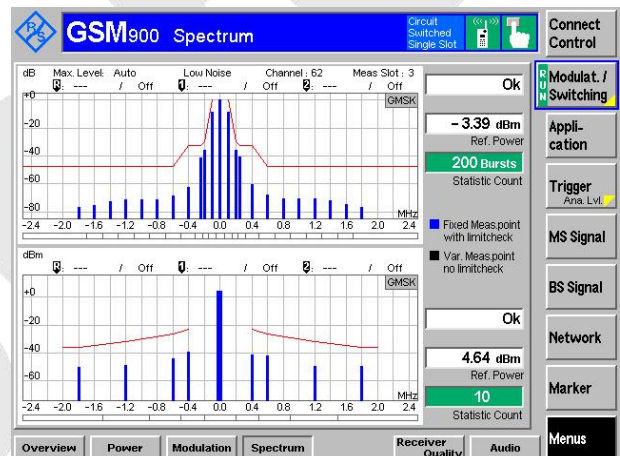 R&S
GSM900 Spectrum
Circuit
Switched
Single Slot
Connect
Control
dB Max. Level: Auto Low Noise Channel : 62 Meas Slot : 3
--- / Off --- / Off 2: --- / Off
GMSK
+0
-20
-40
-60
-80
MHz
-2.4 -2.0 -1.6 -1.2 -0.8 -0.4 0.0 0.4 0.8 1.2 1.6 2.0 2.4
Ok
- 3.39 dBm
Ref. Power
200 Bursts
Statistic Count
Fixed Meas.point
with limitcheck
Var. Meas.point
no limitcheck
dBm
--- / Off --- / Off 2: --- / Off
GMSK
+0
-20
-40
-60
MHz
-2.4 -2.0 -1.6 -1.2 -0.8 -0.4 0.0 0.4 0.8 1.2 1.6 2.0 2.4
Ok
4.64 dBm
Ref. Power
10
Statistic Count
RUN
Modulat. /
Switching
Appli-
cation
Trigger
Ana. Lvl.
MS Signal
BS Signal
Network
Marker
Menus
Overview Power Modulation Spectrum Receiver
Quality Audio